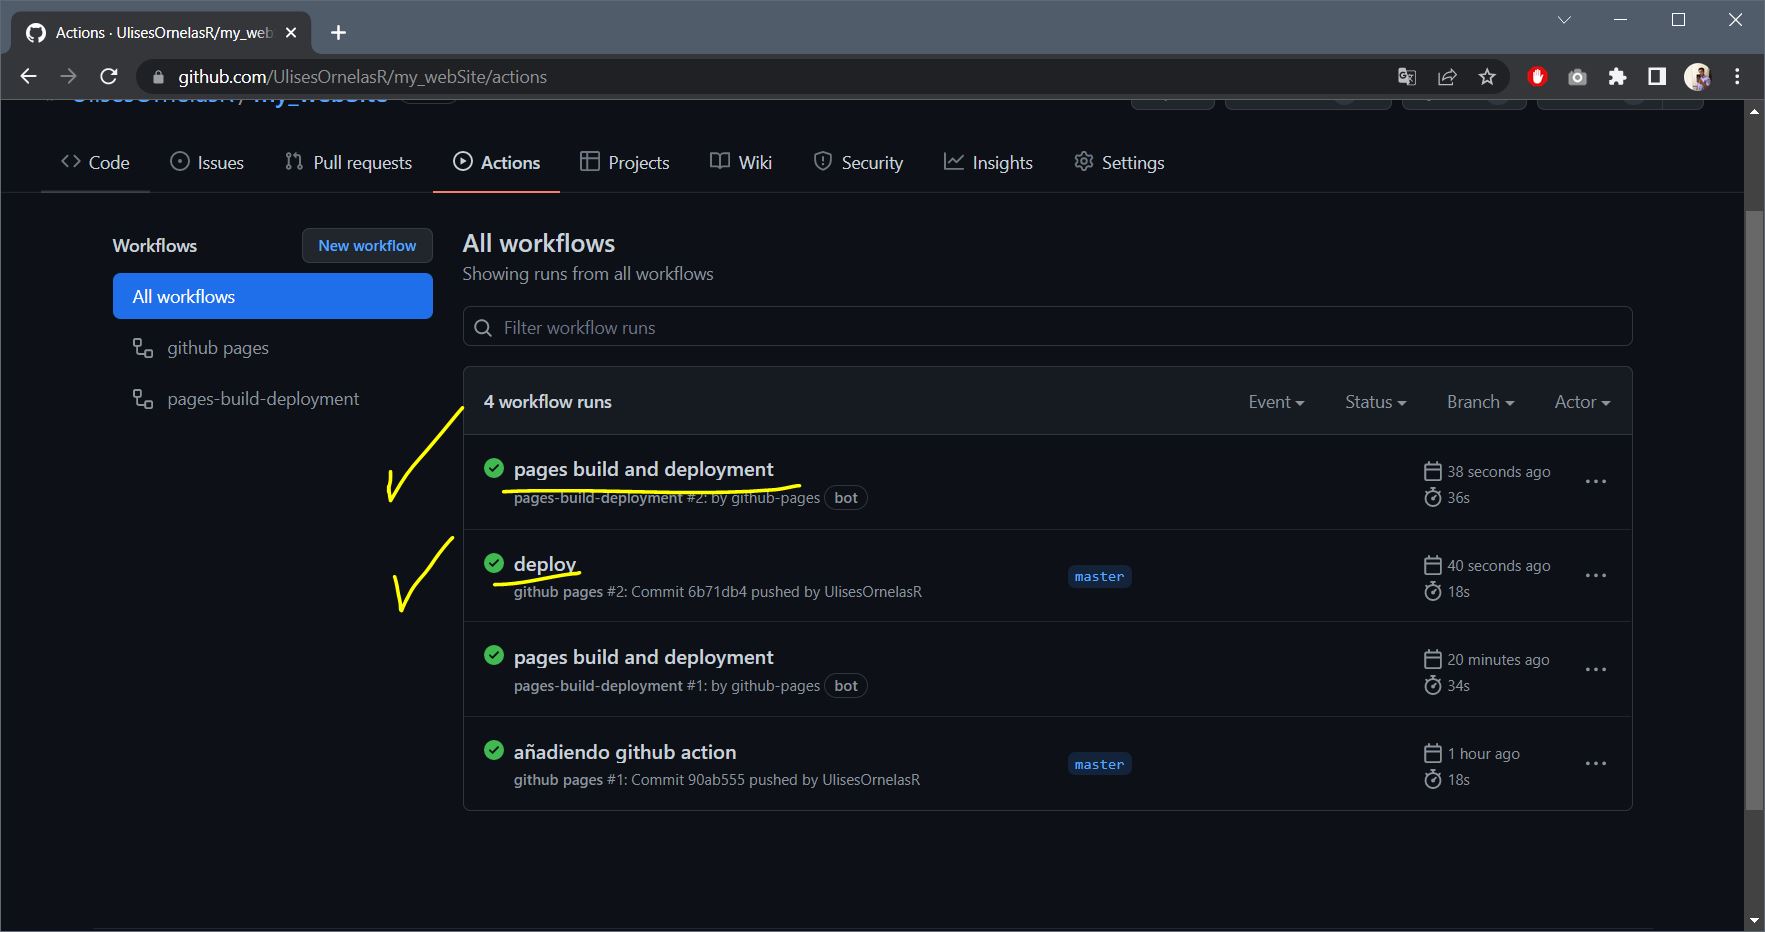 Actions · UlisesOrnelasR/my_web
github.com/UlisesOrnelasR/my_webSite/actions
UlisesOrnelasR/ my_webSite
Code
Issues
Pull requests
Actions
Projects
Wiki
Security
Insights
Settings
Workflows
New workflow
All workflows
github pages
pages-build-deployment
All workflows
Showing runs from all workflows
Filter workflow runs
4 workflow runs
Event
Status
Branch
Actor
pages build and deployment
pages-build-deployment #2: by github-pages bot
38 seconds ago
36s
deploy
github pages #2: Commit 6b71db4 pushed by UlisesOrnelasR
master
40 seconds ago
18s
pages build and deployment
pages-build-deployment #1: by github-pages bot
20 minutes ago
34s
añadiendo github action
github pages #1: Commit 90ab555 pushed by UlisesOrnelasR
master
1 hour ago
18s